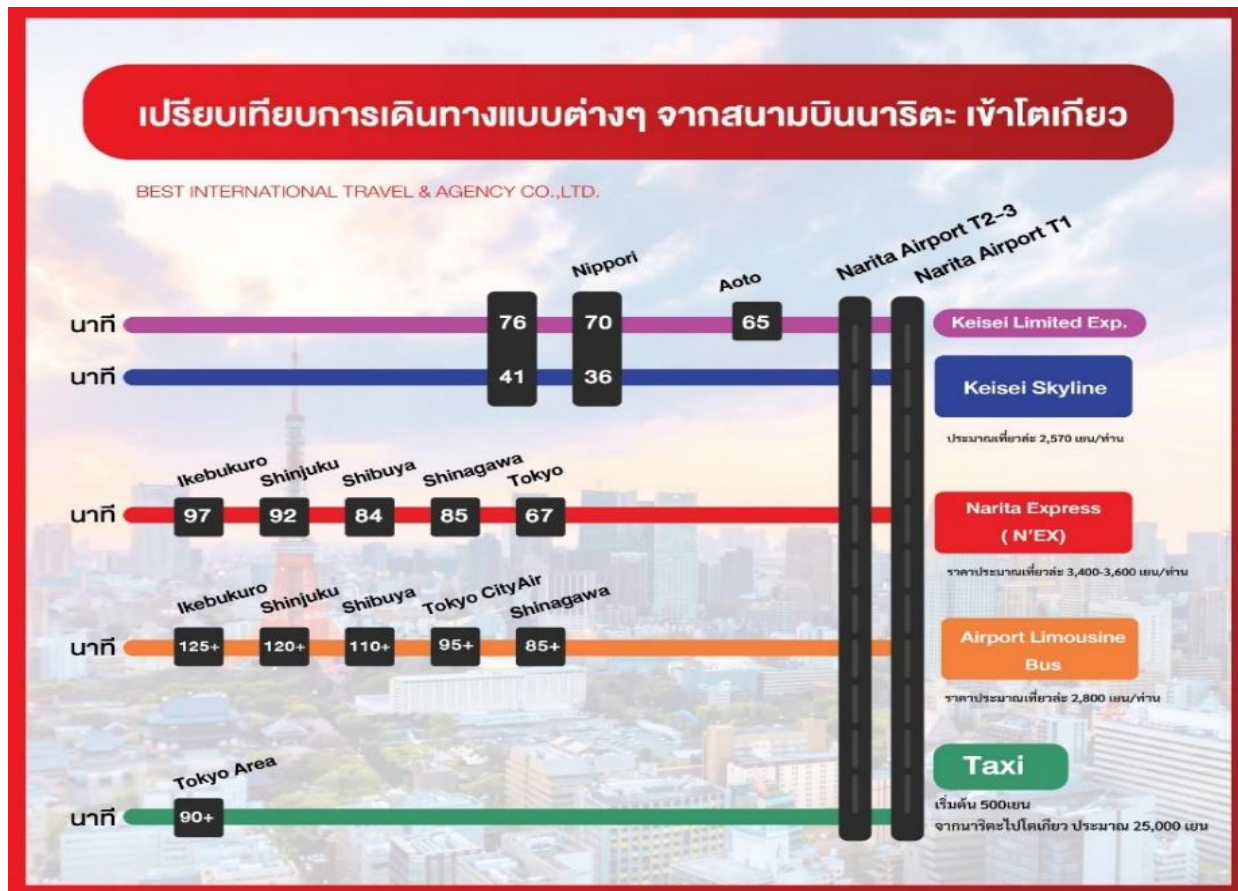 เปรียบเทียบการเดินทางแบบต่างๆ จากสนามบินนาริตะ เข้าโตเกียว
BEST INTERNATIONAL TRAVEL & AGENCY CO.,LTD.
Nippori
Aoto
Narita Airport T2-3
Narita Airport T1
นาที 76 70 65 Keisei Limited Exp.
นาที 41 36 Keisei Skyline
ประมาณเที่ยวล่ะ 2,570 เยน/ท่าน
Ikebukuro Shinjuku Shibuya Shinagawa Tokyo
นาที 97 92 84 85 67 Narita Express
( N'EX)
ราคาประมาณเที่ยวล่ะ 3,400-3,600 เยน/ท่าน
Ikebukuro Shinjuku Shibuya Tokyo CityAir Shinagawa
นาที 125+ 120+ 110+ 95+ 85+ Airport Limousine
Bus
ราคาประมาณเที่ยวล่ะ 2,800 เยน/ท่าน
Tokyo Area
Taxi
นาที 90+
เริ่มต้น 500เยน
จากนาริตะไปโตเกียว ประมาณ 25,000 เยน